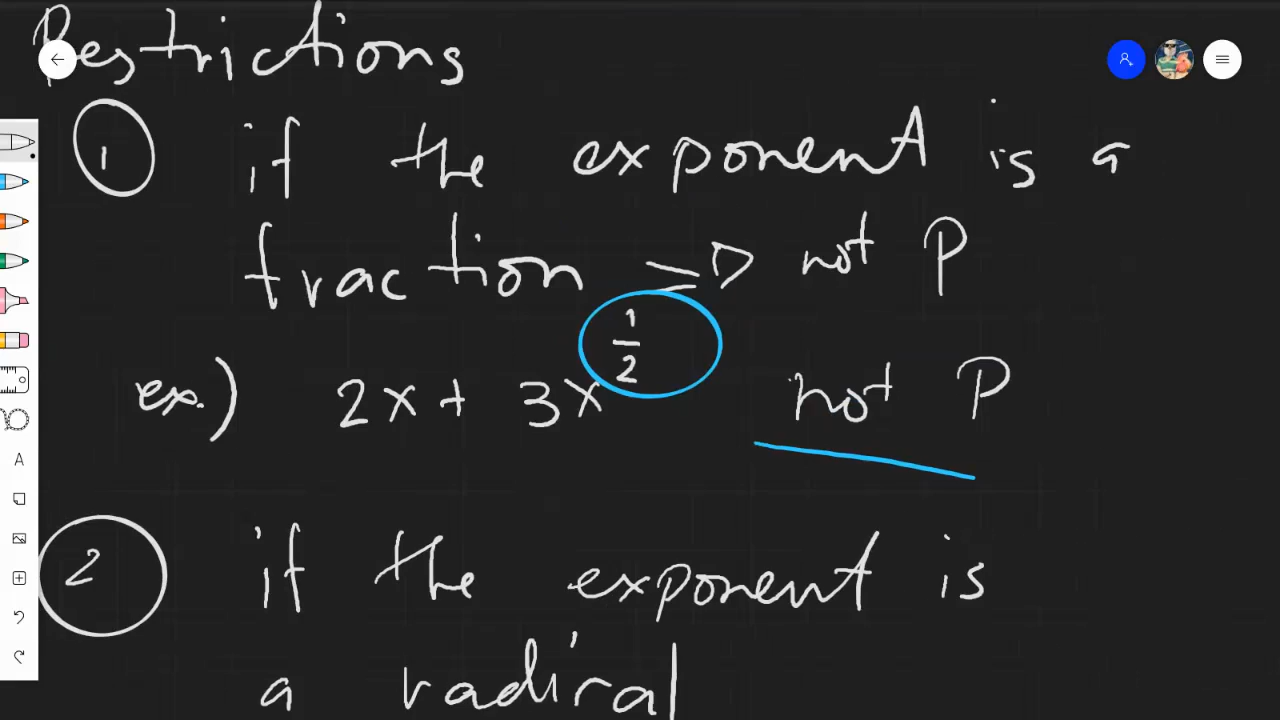 Restrictions
1 if the exponent is a
fraction => not P
ex.) 2x + 3x^1/2 not P
2 if the exponent is
a radiral
A